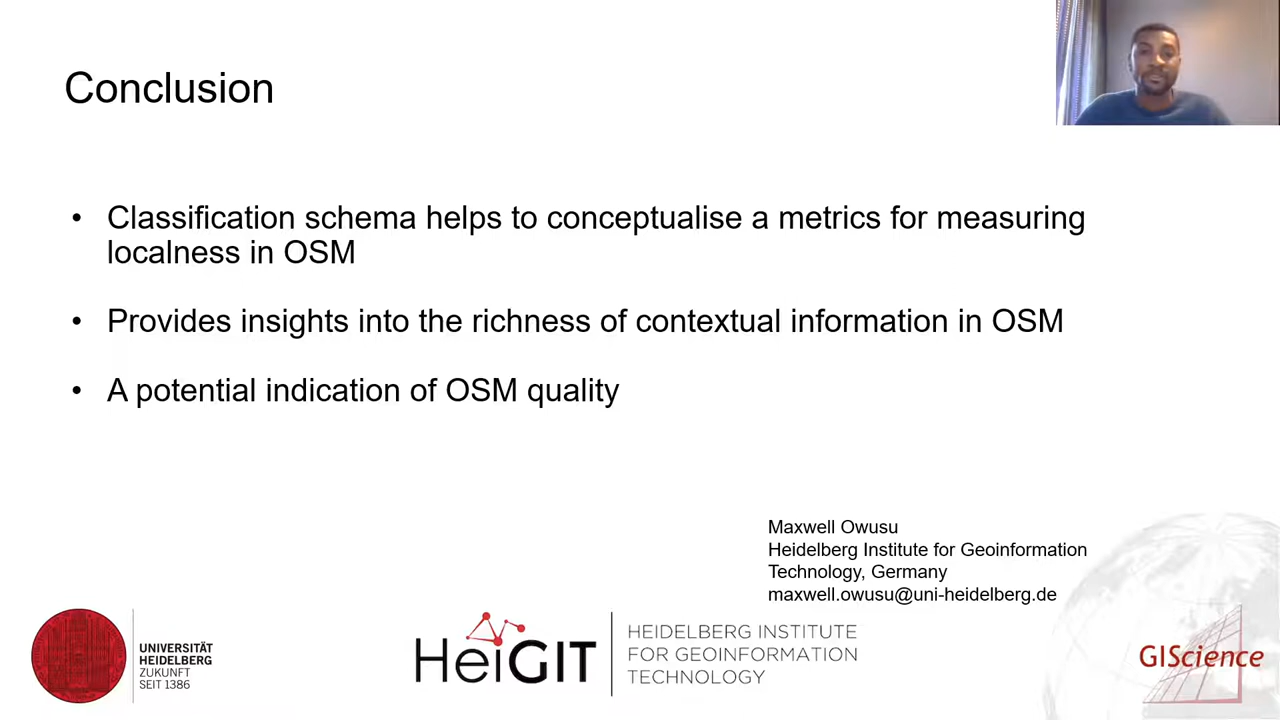 Conclusion
• Classification schema helps to conceptualise a metrics for measuring
localness in OSM
• Provides insights into the richness of contextual information in OSM
• A potential indication of OSM quality
Maxwell Owusu
Heidelberg Institute for Geoinformation
Technology, Germany
maxwell.owusu@uni-heidelberg.de
UNIVERSITÄT
HEIDELBERG
ZUKUNFT
SEIT 1386
HeiGIT
HEIDELBERG INSTITUTE
FOR GEOINFORMATION
TECHNOLOGY
GIScience